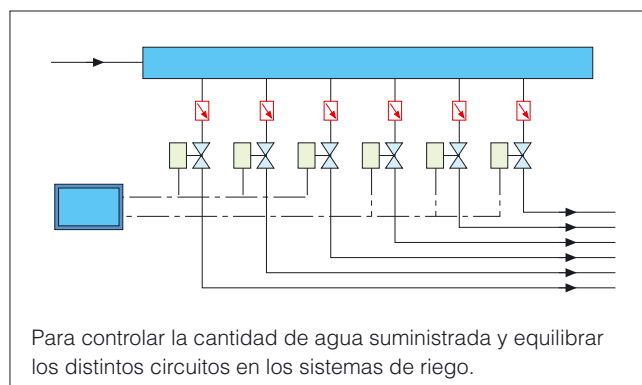 Para controlar la cantidad de agua suministrada y equilibrar
los distintos circuitos en los sistemas de riego.